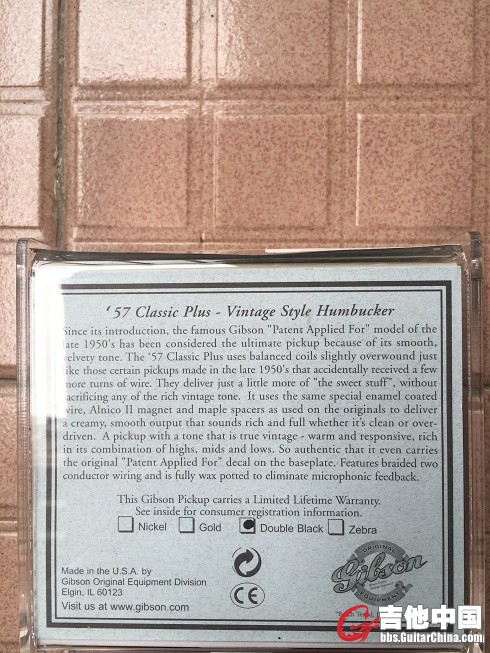 '57 Classic Plus - Vintage Style Humbucker
Since its introduction, the famous Gibson "Patent Applied For" model of the
late 1950's has been considered the ultimate pickup because of its smooth,
velvety tone. The '57 Classic Plus uses balanced coils slightly overwound just
like those certain pickups made in the late 1950's that accidentally received a few
more turns of wire. They deliver just a little more of "the sweet stuff", without
sacrificing any of the rich vintage tone. It uses the same special enamel coated
wire, Alnico II magnet and maple spacers as used on the originals to deliver
a creamy, smooth output that sounds rich and full whether it's clean or over-
driven. A pickup with a tone that is true vintage - warm and responsive, rich
in its combination of highs, mids and lows. So authentic that it even carries
the original "Patent Applied For" decal on the baseplate. Features braided two
conductor wiring and is fully wax potted to eliminate microphonic feedback.
This Gibson Pickup carries a Limited Lifetime Warranty.
See inside for consumer registration information.
Nickel Gold Double Black Zebra
Made in the U.S.A. by
Gibson Original Equipment Division
Elgin, IL 60123
Visit us at www.gibson.com
CE
ORIGINAL
Gibson
EQUIPMENT
吉他中国
bbs.GuitarChina.com